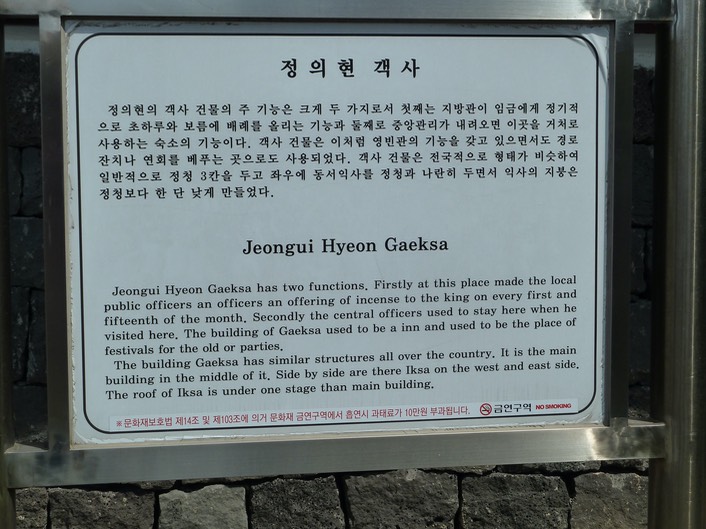 정의현 객사
정의현의 객사 건물의 주 기능은 크게 두 가지로서 첫째는 지방관이 임금에게 정기적
으로 초하루와 보름에 배례를 올리는 기능과 둘째로 중앙관리가 내려오면 이곳을 거처로
사용하는 숙소의 기능이다. 객사 건물은 이처럼 영빈관의 기능을 갖고 있으면서도 경로
잔치나 연회를 베푸는 곳으로도 사용되었다. 객사 건물은 전국적으로 형태가 비슷하여
일반적으로 정청 3칸을 두고 좌우에 동서익사를 정청과 나란히 두면서 익사의 지붕은
정청보다 한 단 낮게 만들었다.
Jeongui Hyeon Gaeksa
Jeongui Hyeon Gaeksa has two functions. Firstly at this place made the local
public officers an officers an offering of incense to the king on every first and
fifteenth of the month. Secondly the central officers used to stay here when he
visited here. The building of Gaeksa used to be a inn and used to be the place of
festivals for the old or parties.
The building Gaeksa has similar structures all over the country. It is the main
building in the middle of it. Side by side are there Iksa on the west and east side.
The roof of Iksa is under one stage than main building.
※ 문화재보호법 제14조 및 제103조에 의거 문화재 금연구역에서 흡연시 과태료가 10만원 부과됩니다. 금연구역 NO SMOKING